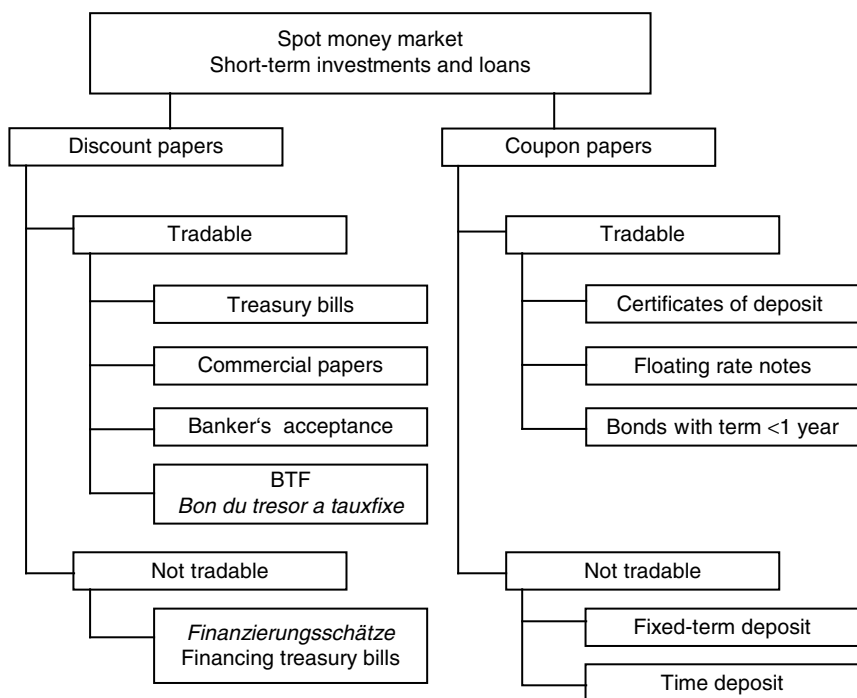 Spot money market
Short-term investments and loans
Discount papers
Tradable
Treasury bills
Commercial papers
Banker‘s acceptance
BTF
Bon du tresor a tauxfixe
Not tradable
Finanzierungsschätze
Financing treasury bills
Coupon papers
Tradable
Certificates of deposit
Floating rate notes
Bonds with term <1 year
Not tradable
Fixed-term deposit
Time deposit